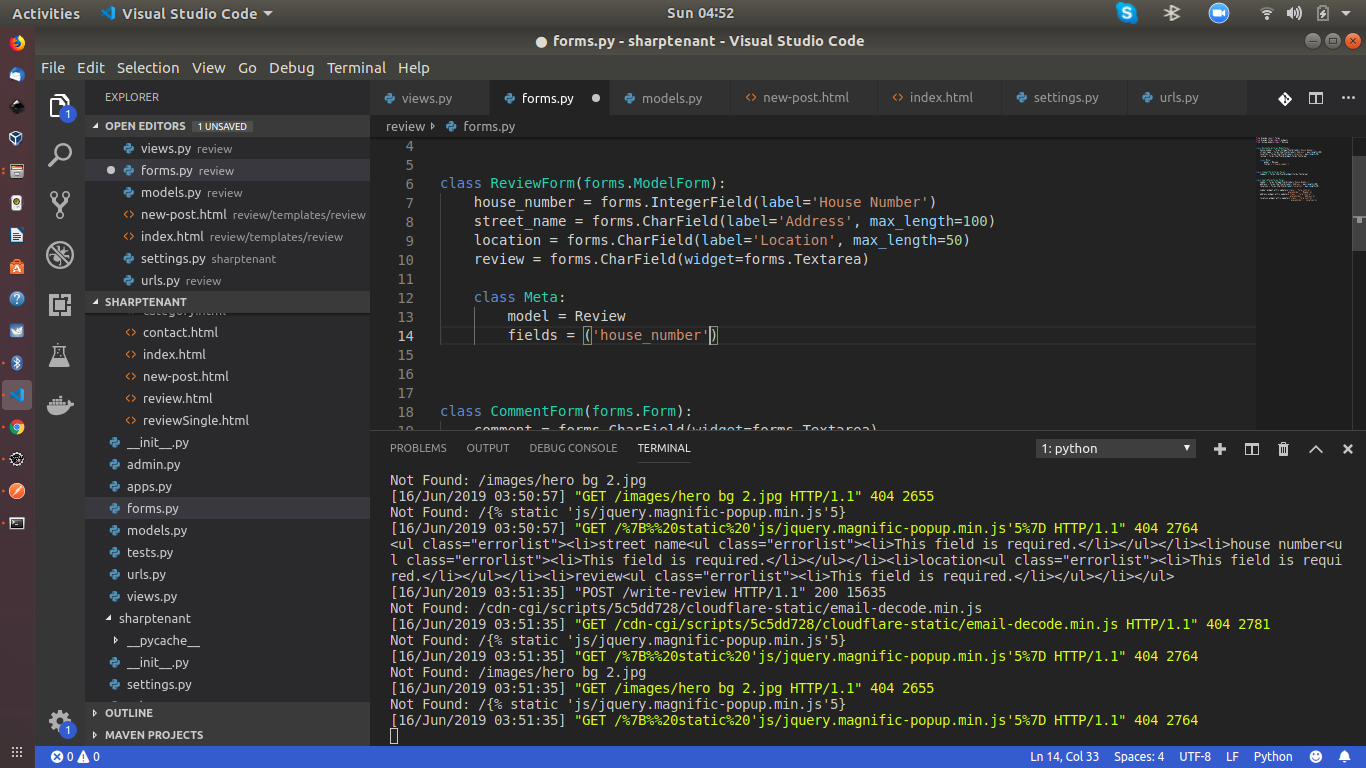 Activities Visual Studio Code Sun 04:52
forms.py - sharptenant - Visual Studio Code
File Edit Selection View Go Debug Terminal Help
EXPLORER
OPEN EDITORS 1 UNSAVED
views.py review
forms.py review
models.py review
new-post.html review/templates/review
index.html review/templates/review
settings.py sharptenant
urls.py review
SHARPTENANT
category.html
contact.html
index.html
new-post.html
review.html
reviewSingle.html
__init__.py
admin.py
apps.py
forms.py
models.py
tests.py
urls.py
views.py
sharptenant
__pycache__
__init__.py
settings.py
OUTLINE
MAVEN PROJECTS
1
1
views.py forms.py models.py new-post.html index.html settings.py urls.py
review forms.py
4
5
6 class ReviewForm(forms.ModelForm):
7 house_number = forms.IntegerField(label='House Number')
8 street_name = forms.CharField(label='Address', max_length=100)
9 location = forms.CharField(label='Location', max_length=50)
10 review = forms.CharField(widget=forms.Textarea)
11
12 class Meta:
13 model = Review
14 fields = ('house_number')
15
16
17
18 class CommentForm(forms.Form):
19 comment = forms.CharField(widget=forms.Textarea)
PROBLEMS OUTPUT DEBUG CONSOLE TERMINAL 1: python
Not Found: /images/hero bg 2.jpg
[16/Jun/2019 03:50:57] "GET /images/hero bg 2.jpg HTTP/1.1" 404 2655
Not Found: /{% static 'js/jquery.magnific-popup.min.js'5}
[16/Jun/2019 03:50:57] "GET /%7B%%20static%20'js/jquery.magnific-popup.min.js'5%7D HTTP/1.1" 404 2764
<ul class="errorlist"><li>street name<ul class="errorlist"><li>This field is required.</li></ul></li><li>house number<u
l class="errorlist"><li>This field is required.</li></ul></li><li>location<ul class="errorlist"><li>This field is requi
red.</li></ul></li><li>review<ul class="errorlist"><li>This field is required.</li></ul></li></ul>
[16/Jun/2019 03:51:35] "POST /write-review HTTP/1.1" 200 15635
Not Found: /cdn-cgi/scripts/5c5dd728/cloudflare-static/email-decode.min.js
[16/Jun/2019 03:51:35] "GET /cdn-cgi/scripts/5c5dd728/cloudflare-static/email-decode.min.js HTTP/1.1" 404 2781
Not Found: /{% static 'js/jquery.magnific-popup.min.js'5}
[16/Jun/2019 03:51:35] "GET /%7B%%20static%20'js/jquery.magnific-popup.min.js'5%7D HTTP/1.1" 404 2764
Not Found: /images/hero bg 2.jpg
[16/Jun/2019 03:51:35] "GET /images/hero bg 2.jpg HTTP/1.1" 404 2655
Not Found: /{% static 'js/jquery.magnific-popup.min.js'5}
[16/Jun/2019 03:51:35] "GET /%7B%%20static%20'js/jquery.magnific-popup.min.js'5%7D HTTP/1.1" 404 2764
0 0 Ln 14, Col 33 Spaces: 4 UTF-8 LF Python